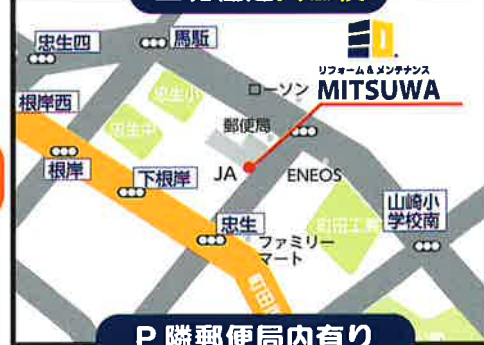 忠生四
馬駈
リフォーム&メンテナンス
MITSUWA
忠生小
ローソン
根岸西
忠生中
郵便局
根岸
下根岸
JA
ENEOS
山崎小
学校南
忠生
町田工
ファミリー
マート
町田
P 隣郵便局内有り